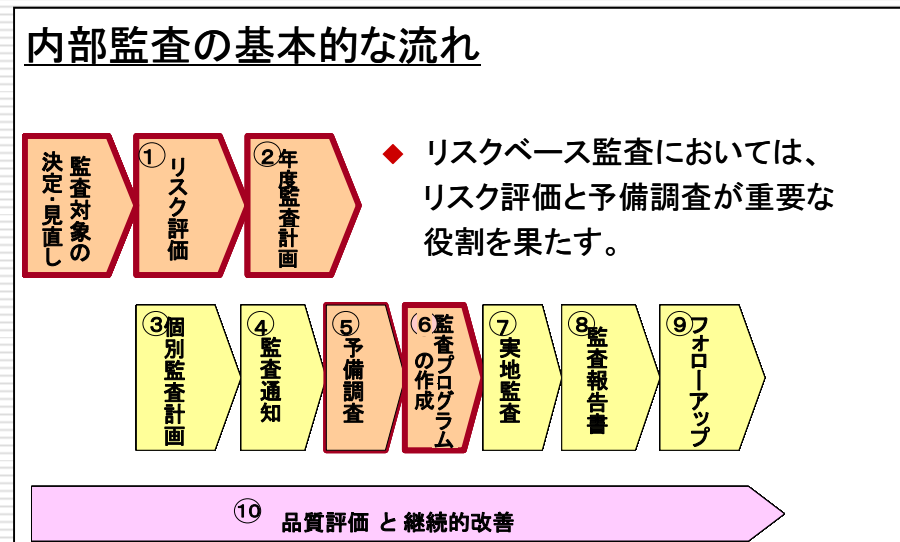 内部監査の基本的な流れ
監査対象の
決定・見直し
① リスク評価
② 年度監査計画
◆ リスクベース監査においては、
リスク評価と予備調査が重要な
役割を果たす。
③ 個別監査計画
④ 監査通知
⑤ 予備調査
(6) 監査プログラム
の作成
⑦ 実地監査
⑧ 監査報告書
⑨ フォローアップ
⑩ 品質評価 と 継続的改善